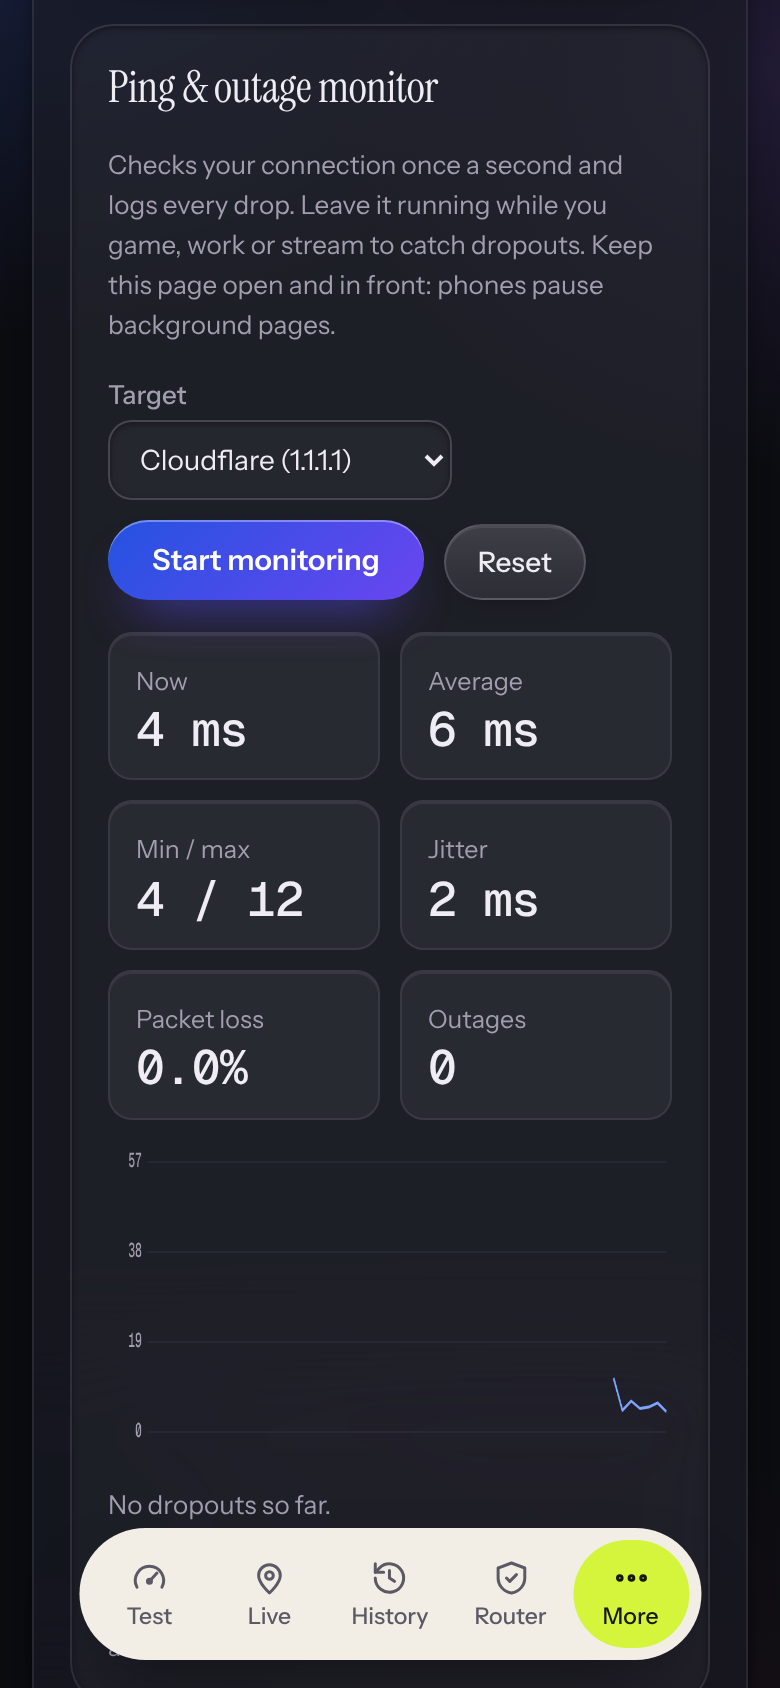 Ping & outage monitor
Checks your connection once a second and
logs every drop. Leave it running while you
game, work or stream to catch dropouts. Keep
this page open and in front: phones pause
background pages.
Target
Cloudflare (1.1.1.1)
Start monitoring
Reset
Now
4 ms
Average
6 ms
Min / max
4 / 12
Jitter
2 ms
Packet loss
0.0%
Outages
0
57
38
19
0
No dropouts so far.
Test
Live
History
Router
More